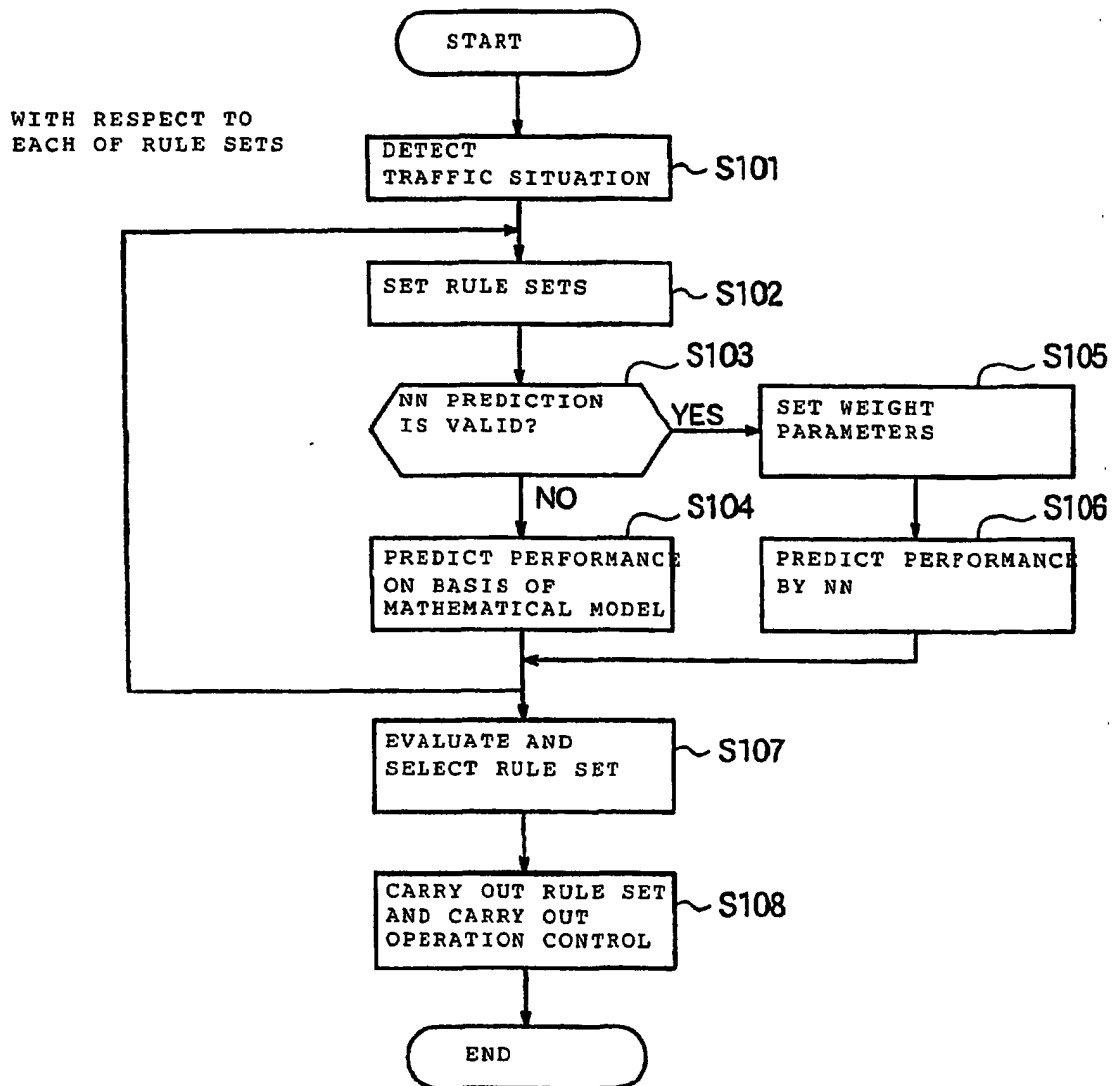 START
WITH RESPECT TO
EACH OF RULE SETS
DETECT
TRAFFIC SITUATION
S101
SET RULE SETS
S102
S103
NN PREDICTION
IS VALID?
YES
S105
SET WEIGHT
PARAMETERS
NO
S104
PREDICT PERFORMANCE
ON BASIS OF
MATHEMATICAL MODEL
S106
PREDICT PERFORMANCE
BY NN
EVALUATE AND
SELECT RULE SET
S107
CARRY OUT RULE SET
AND CARRY OUT
OPERATION CONTROL
S108
END